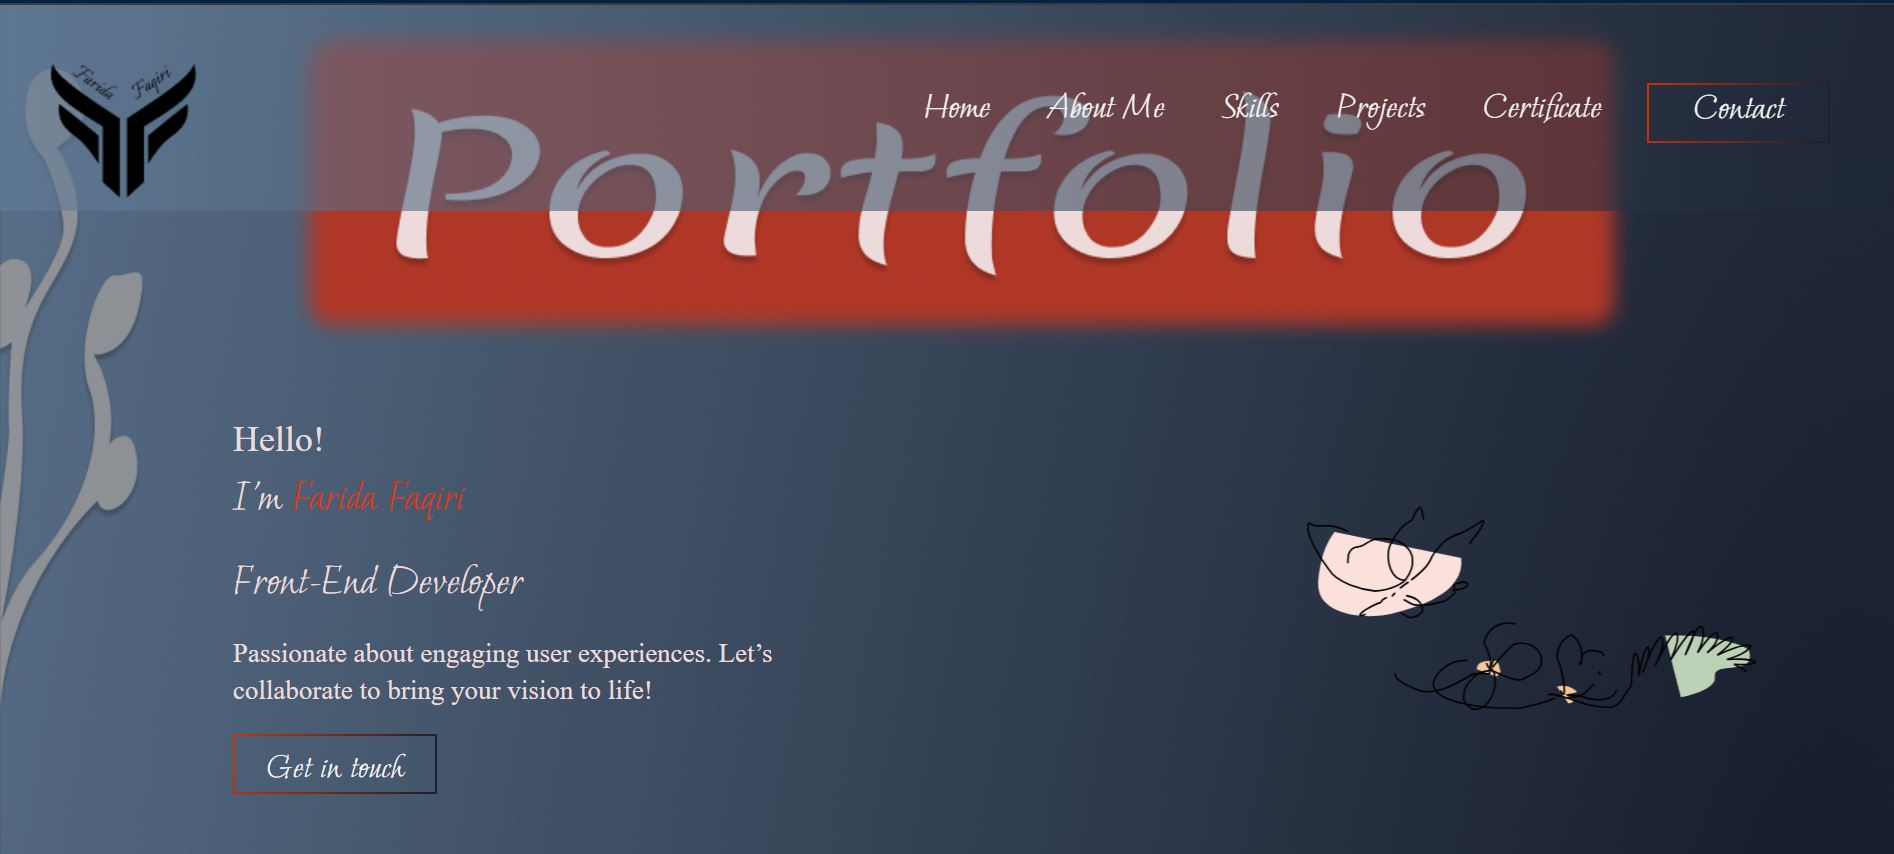 Farida Faqiri
Home About Me Skills Projects Certificate Contact
Portfolio
Hello!
I’m Farida Faqiri
Front-End Developer
Passionate about engaging user experiences. Let’s
collaborate to bring your vision to life!
Get in touch